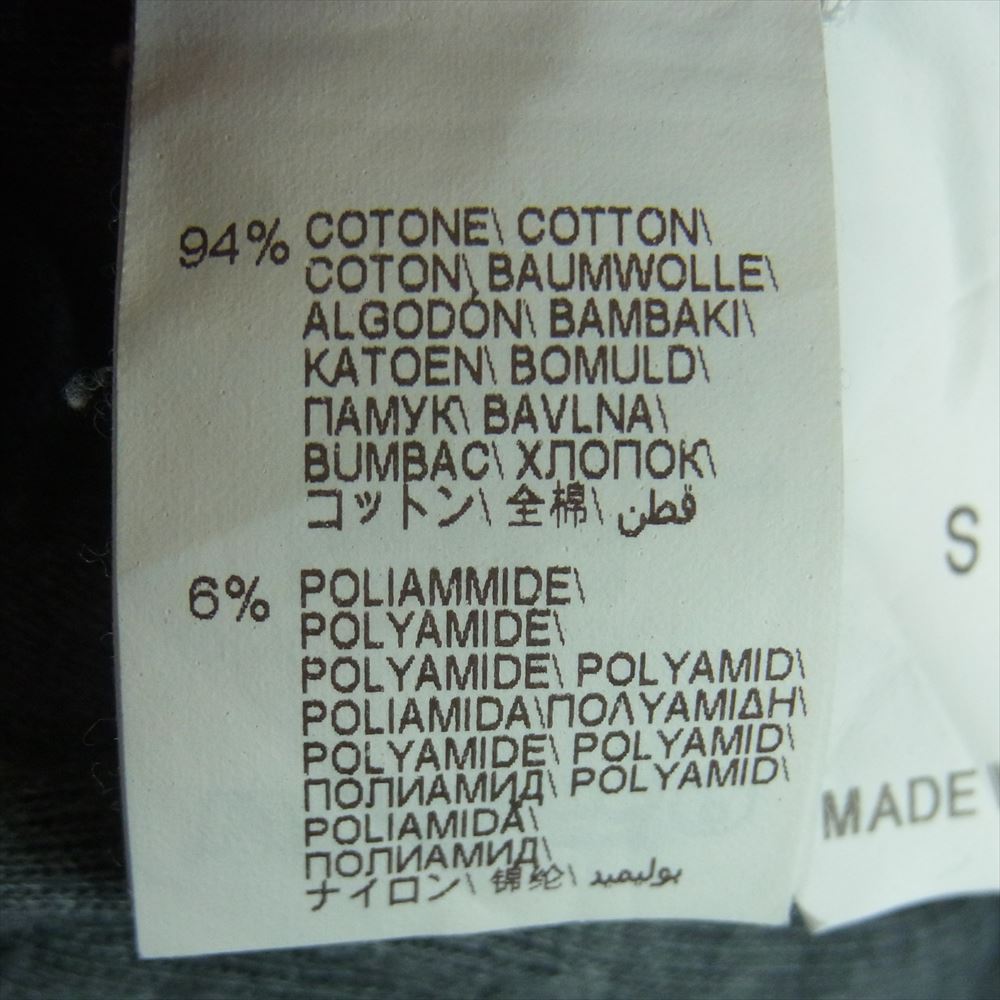 94% COTONE\ COTTON\
COTON\ BAUMWOLLE\
ALGODÓN\ BAMBAKI\
KATOEN\ BOMULD\
ПАМУК\ BAVLNA\
BUMBAC\ ХЛОПОК\
コットン\ 全棉\ قطن
6% POLIAMMIDE\
POLYAMIDE\
POLYAMIDE\ POLYAMID\
POLIAMIDA\ΠΟΛΥΑΜΙΔΗ\
POLYAMIDE\ POLYAMID\
ПОЛИАМИД\ POLYAMID\
POLIAMIDĂ\
ПОЛИАМИД\
ナイロン\ 锦纶\ بوليميد
S
MADE